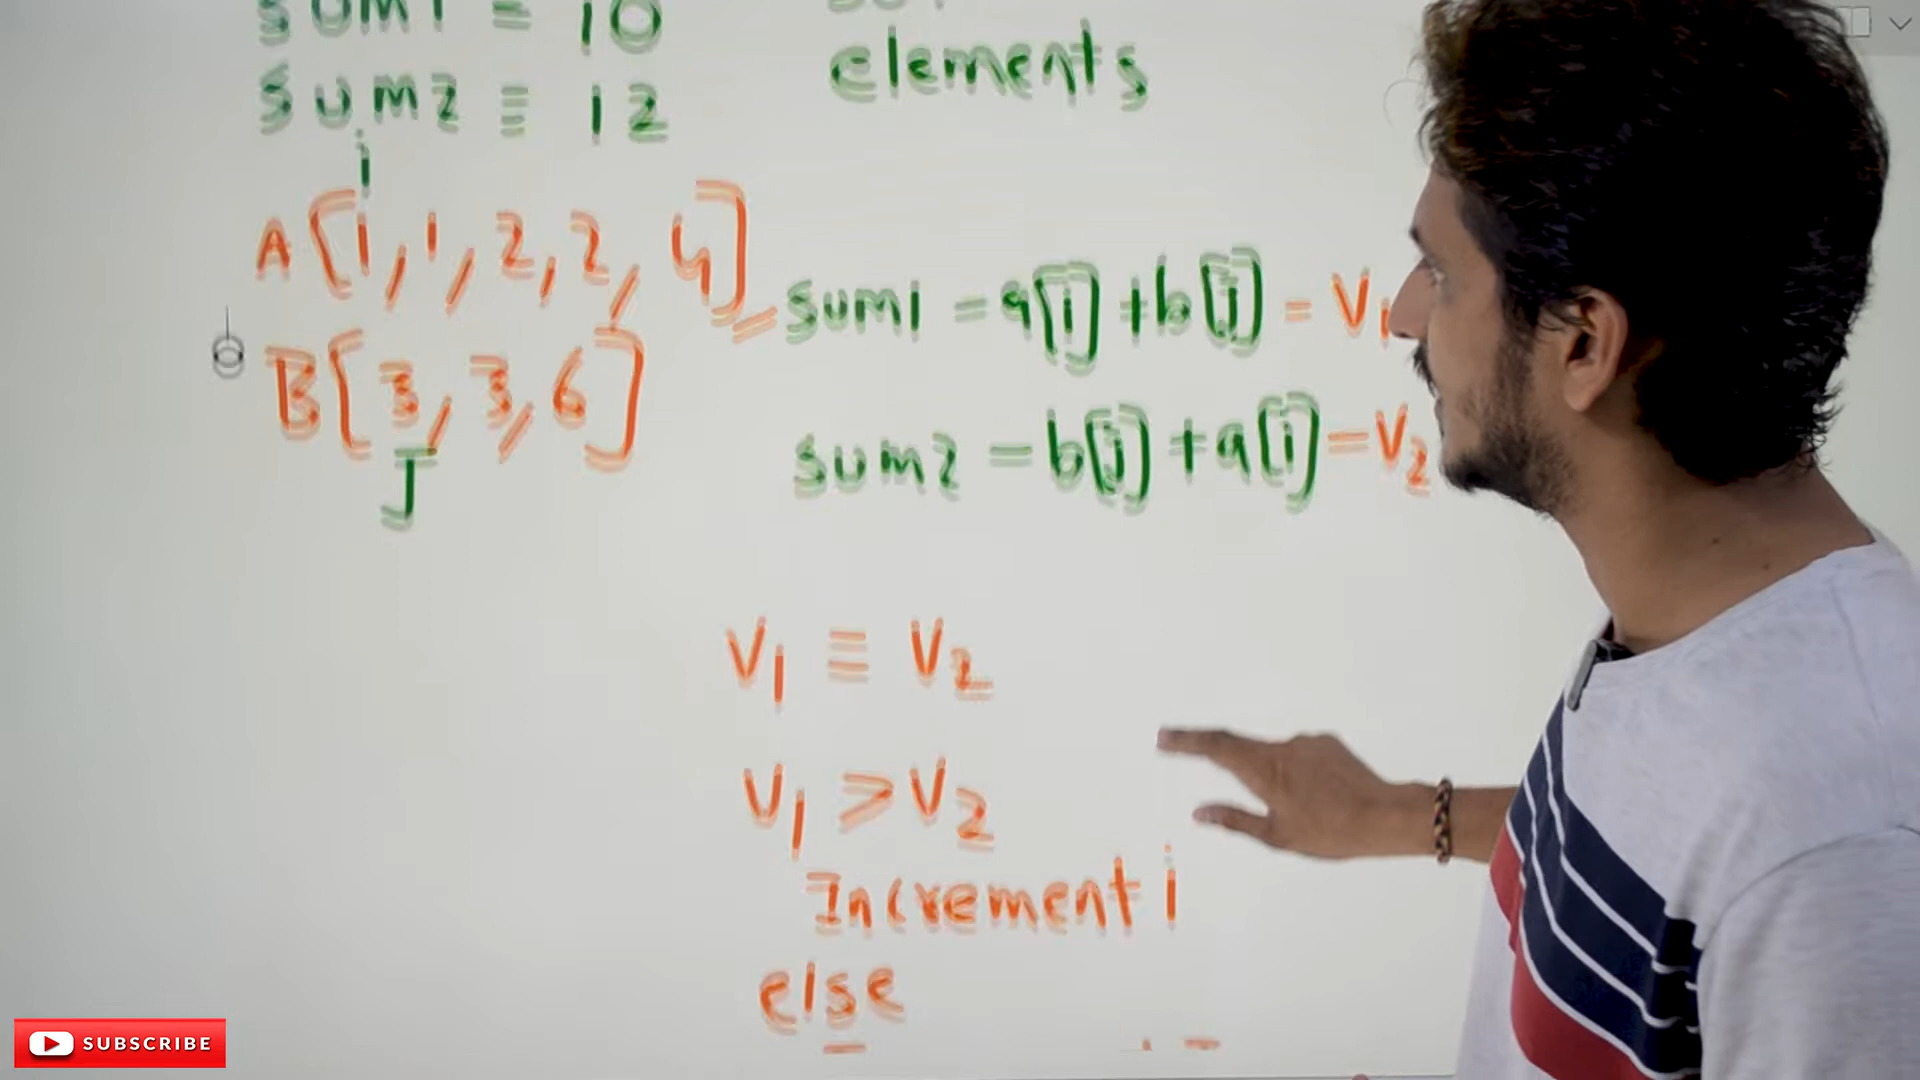 sum1 = 10
elements
sum2 = 12
i
A[1,1,2,2,4]
sum1 = a[i] + b[j] = V1
B[3,3,6]
J
sum2 = b[j] + a[i] = V2
V1 = V2
V1 > V2
Increment i
else
SUBSCRIBE